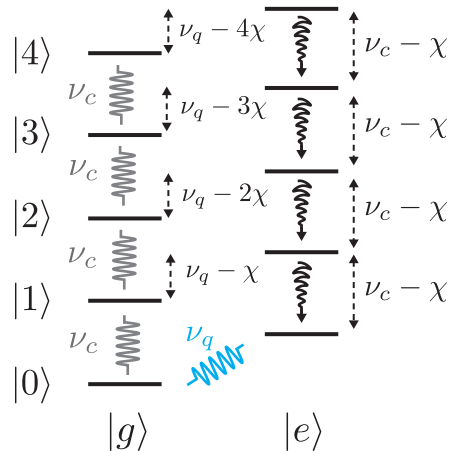 |4⟩ ν_q − 4χ ν_c − χ
ν_c
|3⟩ ν_q − 3χ ν_c − χ
ν_c
|2⟩ ν_q − 2χ ν_c − χ
ν_c
|1⟩ ν_q − χ ν_c − χ
ν_c ν_q
|0⟩
|g⟩ |e⟩